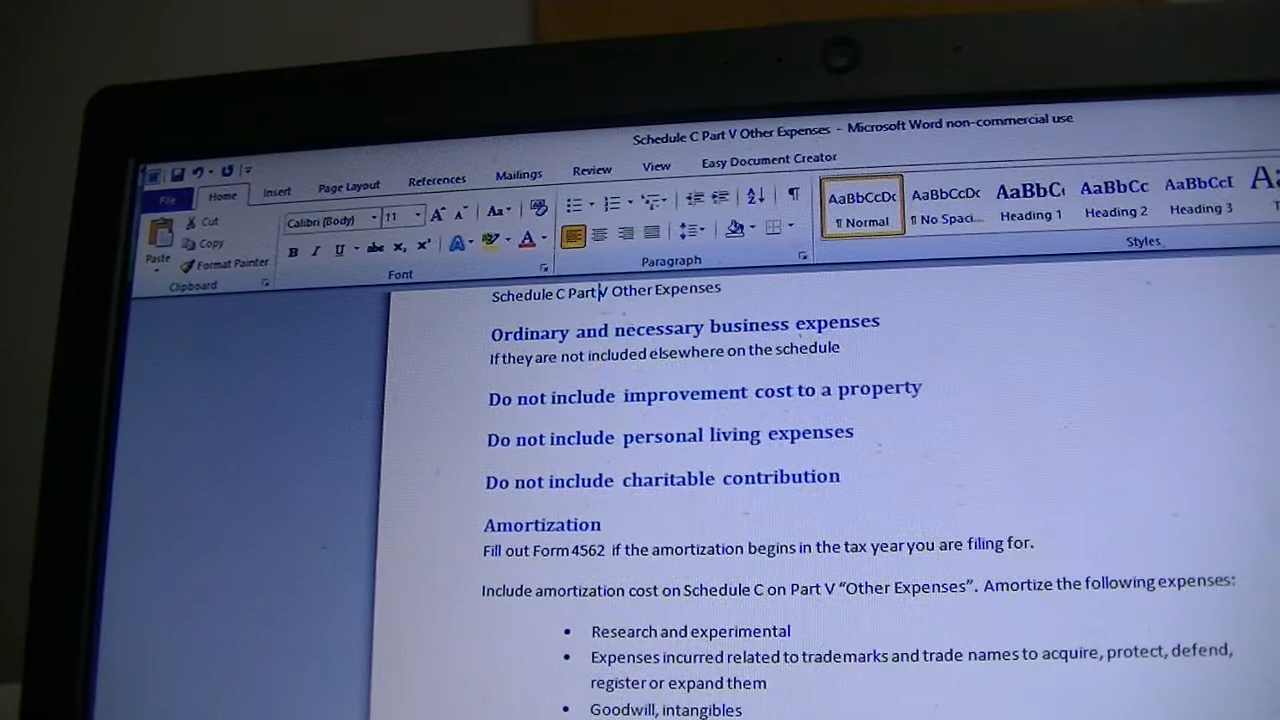 Schedule C Part V Other Expenses - Microsoft Word non-commercial use
File Home Insert Page Layout References Mailings Review View Easy Document Creator
Cut
Copy
Format Painter
Paste
Clipboard
Calibri (Body) 11
Font
Paragraph
AaBbCcDc AaBbCcDc AaBbC AaBbCc AaBbCcI
¶ Normal ¶ No Spaci... Heading 1 Heading 2 Heading 3
Styles
Schedule C Part V Other Expenses
Ordinary and necessary business expenses
If they are not included elsewhere on the schedule
Do not include improvement cost to a property
Do not include personal living expenses
Do not include charitable contribution
Amortization
Fill out Form 4562 if the amortization begins in the tax year you are filing for.
Include amortization cost on Schedule C on Part V “Other Expenses”. Amortize the following expenses:
• Research and experimental
• Expenses incurred related to trademarks and trade names to acquire, protect, defend,
register or expand them
• Goodwill, intangibles